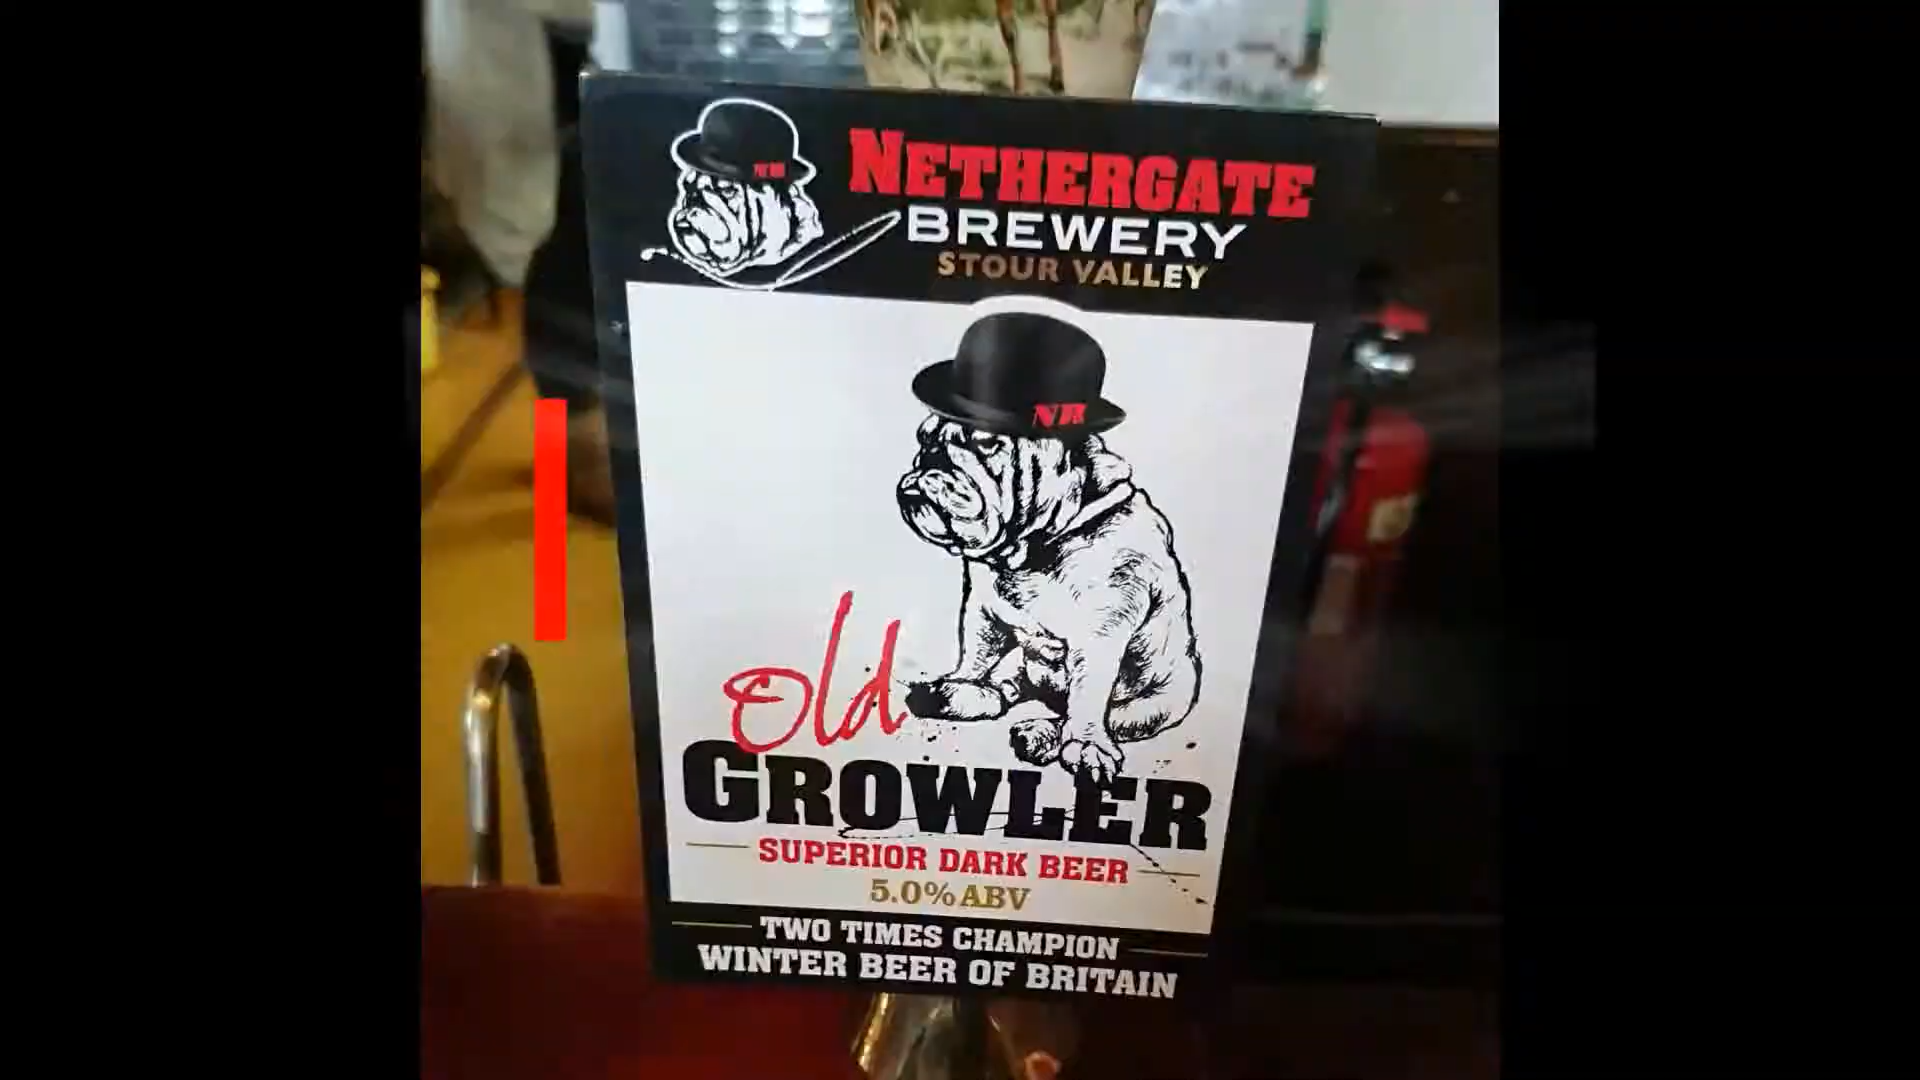 NETHERGATE
BREWERY
STOUR VALLEY
NB
Old
GROWLER
SUPERIOR DARK BEER
5.0% ABV
TWO TIMES CHAMPION
WINTER BEER OF BRITAIN